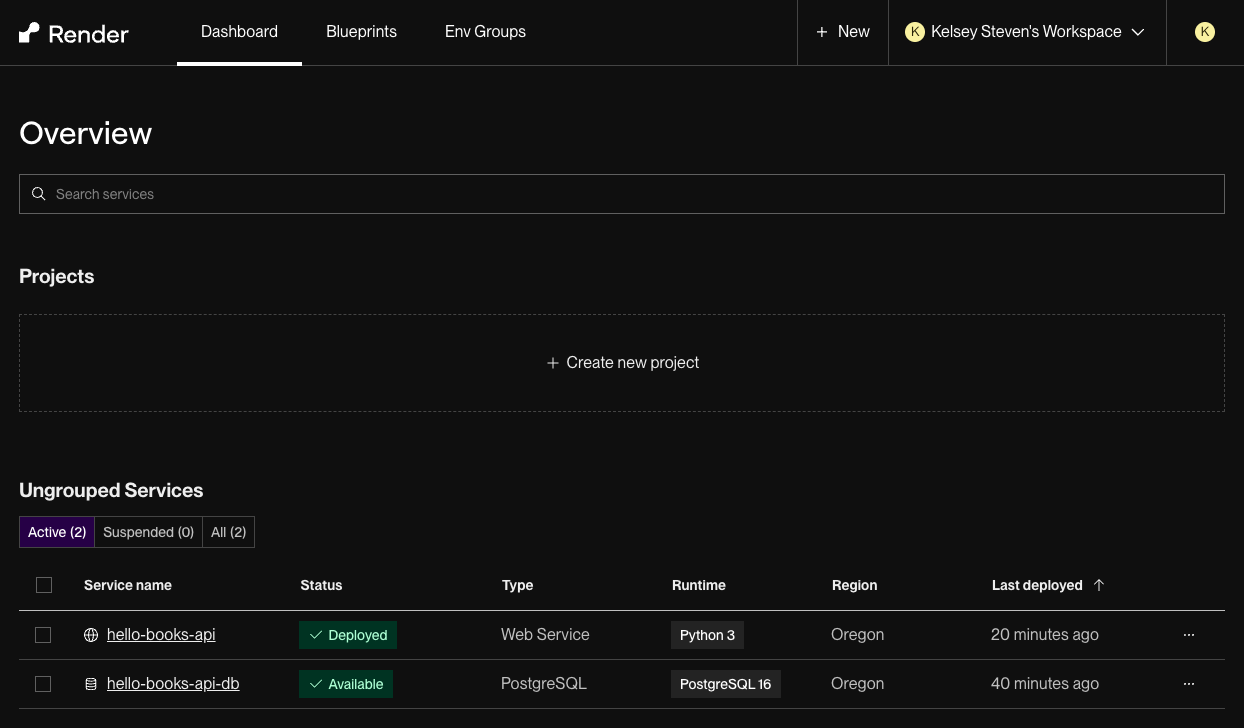 Render Dashboard Blueprints Env Groups + New K Kelsey Steven's Workspace K
Overview
Search services
Projects
+ Create new project
Ungrouped Services
Active (2) Suspended (0) All (2)
Service name Status Type Runtime Region Last deployed ↑
hello-books-api ✓ Deployed Web Service Python 3 Oregon 20 minutes ago ···
hello-books-api-db ✓ Available PostgreSQL PostgreSQL 16 Oregon 40 minutes ago ···